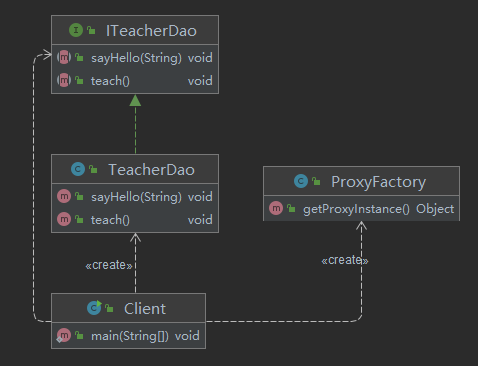 ITeacherDao
sayHello(String) void
teach() void
TeacherDao
sayHello(String) void
teach() void
ProxyFactory
getProxyInstance() Object
«create»
«create»
Client
main(String[]) void